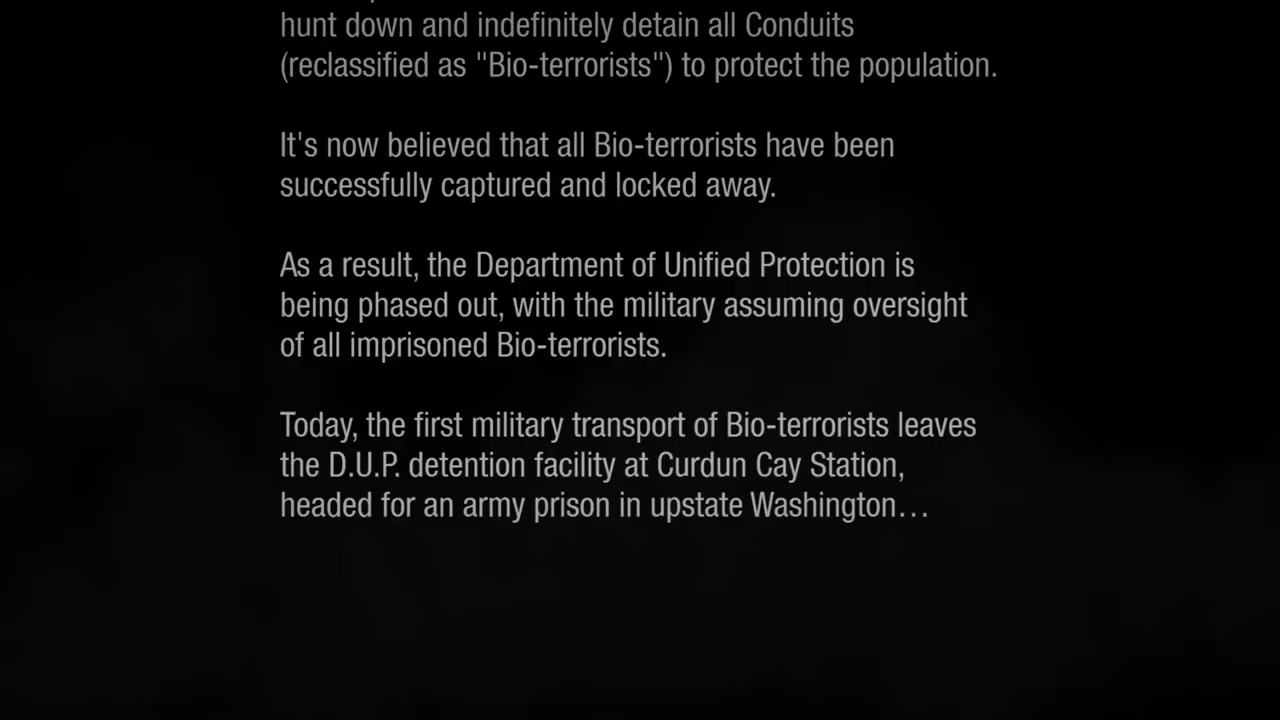 hunt down and indefinitely detain all Conduits
(reclassified as "Bio-terrorists") to protect the population.
It's now believed that all Bio-terrorists have been
successfully captured and locked away.
As a result, the Department of Unified Protection is
being phased out, with the military assuming oversight
of all imprisoned Bio-terrorists.
Today, the first military transport of Bio-terrorists leaves
the D.U.P. detention facility at Curdun Cay Station,
headed for an army prison in upstate Washington…